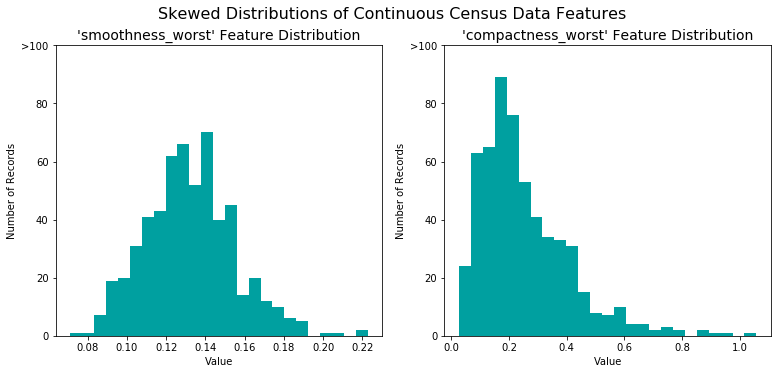 Skewed Distributions of Continuous Census Data Features
'smoothness_worst' Feature Distribution
'compactness_worst' Feature Distribution
>100
80
60
40
20
0
Number of Records
0.08 0.10 0.12 0.14 0.16 0.18 0.20 0.22
Value
>100
80
60
40
20
0
Number of Records
0.0 0.2 0.4 0.6 0.8 1.0
Value